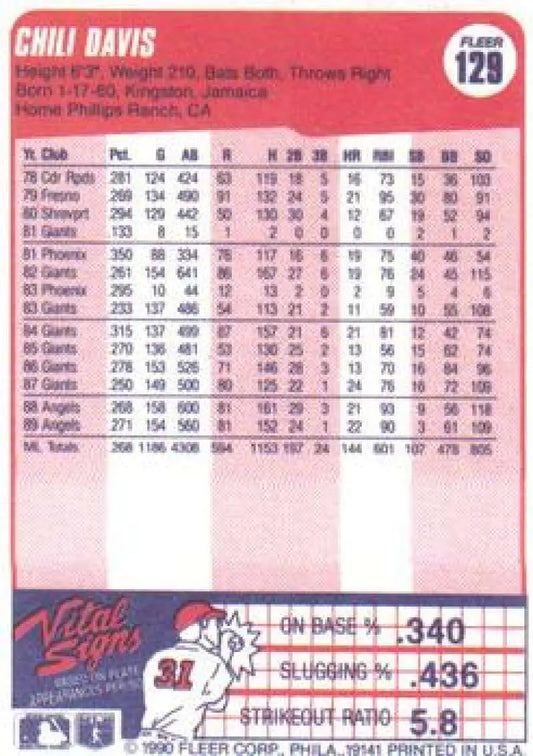 CHILI DAVIS
FLEER
129
Height 6'3", Weight 210, Bats Both, Throws Right
Born 1-17-60, Kingston, Jamaica
Home Phillips Ranch, CA
Yr. Club Pct. G AB R H 2B 3B HR RBI SB BB SO
78 Cdr Rpds 281 124 424 63 119 18 5 16 73 15 36 103
79 Fresno 269 134 490 91 132 24 5 21 95 30 80 91
80 Shrevprt 294 129 442 50 130 30 4 12 67 19 52 94
81 Giants 133 8 15 1 2 0 0 0 0 2 1 2
81 Phoenix 350 88 334 76 117 16 6 19 75 40 46 54
82 Giants 261 154 641 86 167 27 6 19 76 24 45 115
83 Phoenix 295 10 44 12 13 2 0 2 9 5 4 6
83 Giants 233 137 486 54 113 21 2 11 59 10 55 108
84 Giants 315 137 499 87 157 21 6 21 81 12 42 74
85 Giants 270 136 481 53 130 25 2 13 56 15 62 74
86 Giants 278 153 526 71 146 28 3 13 70 16 84 96
87 Giants 250 149 500 80 125 22 1 24 76 16 72 109
88 Angels 268 158 600 81 161 29 3 21 93 9 56 118
89 Angels 271 154 560 81 152 24 1 22 90 3 61 109
ML Totals 268 1186 4308 594 1153 197 24 144 601 107 478 805
Vital
Signs
BASED ON PLATE
APPEARANCES PER
31
ON BASE % .340
SLUGGING % .436
STRIKEOUT RATIO 5.8
© 1990 FLEER CORP., PHILA., 19141 PRINTED IN U.S.A.